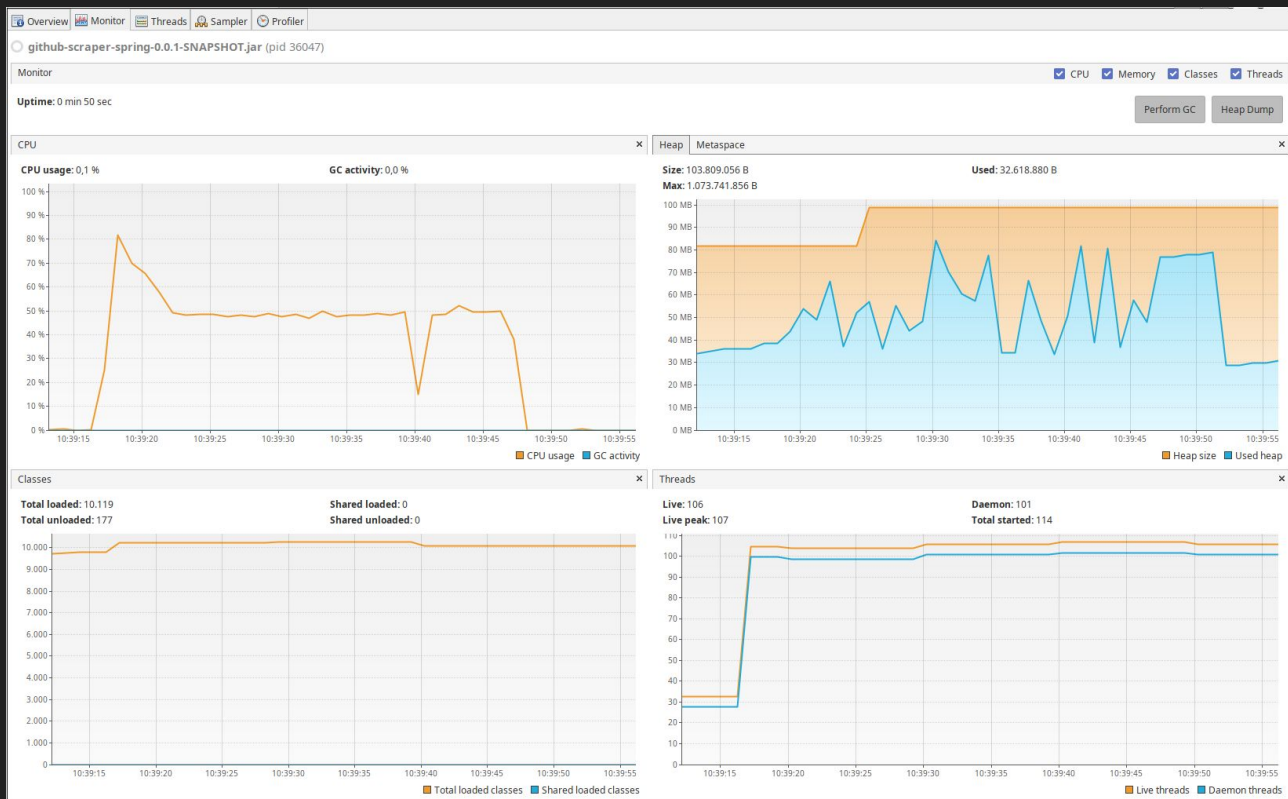 Overview Monitor Threads Sampler Profiler
github-scraper-spring-0.0.1-SNAPSHOT.jar (pid 36047)
Monitor CPU Memory Classes Threads
Uptime: 0 min 50 sec
Perform GC Heap Dump
CPU
CPU usage: 0,1 % GC activity: 0,0 %
100 %
90 %
80 %
70 %
60 %
50 %
40 %
30 %
20 %
10 %
0 %
10:39:15 10:39:20 10:39:25 10:39:30 10:39:35 10:39:40 10:39:45 10:39:50 10:39:55
CPU usage GC activity
Heap Metaspace
Size: 103.809.056 B Used: 32.618.880 B
Max: 1.073.741.856 B
100 MB
90 MB
80 MB
70 MB
60 MB
50 MB
40 MB
30 MB
20 MB
10 MB
0 MB
10:39:15 10:39:20 10:39:25 10:39:30 10:39:35 10:39:40 10:39:45 10:39:50 10:39:55
Heap size Used heap
Classes
Total loaded: 10.119 Shared loaded: 0
Total unloaded: 177 Shared unloaded: 0
10.000
9.000
8.000
7.000
6.000
5.000
4.000
3.000
2.000
1.000
0
10:39:15 10:39:20 10:39:25 10:39:30 10:39:35 10:39:40 10:39:45 10:39:50 10:39:55
Total loaded classes Shared loaded classes
Threads
Live: 106 Daemon: 101
Live peak: 107 Total started: 114
110
100
90
80
70
60
50
40
30
20
10
0
10:39:15 10:39:20 10:39:25 10:39:30 10:39:35 10:39:40 10:39:45 10:39:50 10:39:55
Live threads Daemon threads